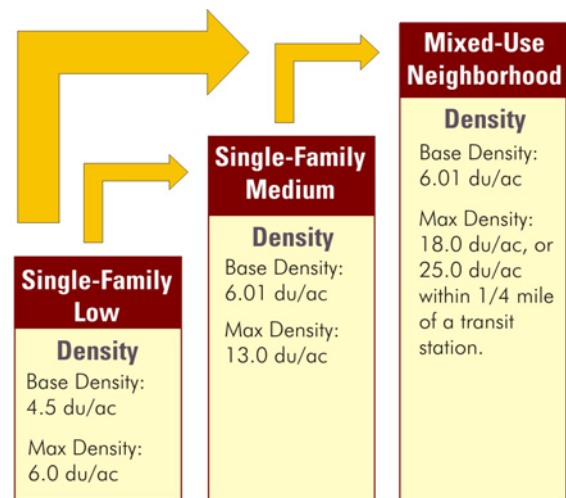 Single-Family
Low
Density
Base Density:
4.5 du/ac
Max Density:
6.0 du/ac
Single-Family
Medium
Density
Base Density:
6.01 du/ac
Max Density:
13.0 du/ac
Mixed-Use
Neighborhood
Density
Base Density:
6.01 du/ac
Max Density:
18.0 du/ac, or
25.0 du/ac
within 1/4 mile
of a transit
station.